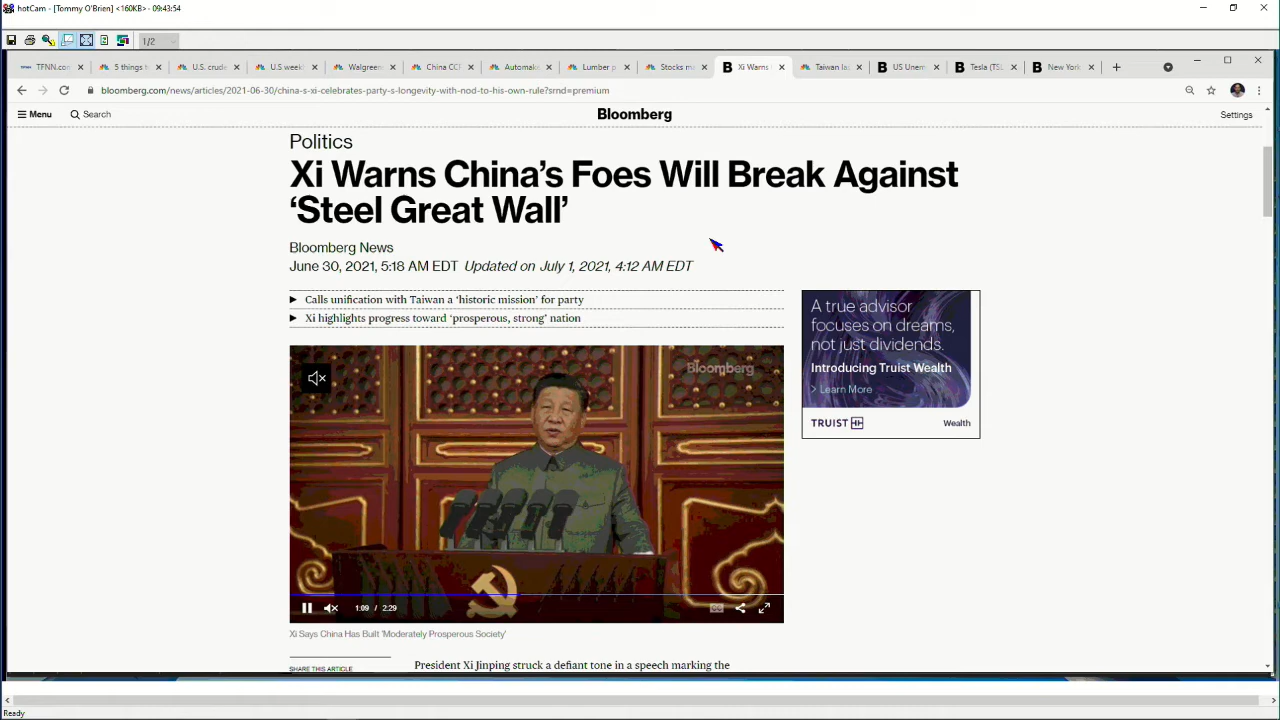 hotCam - [Tommy O'Brien] <160KB> - 09:43:54
1/2
TFNN.co
5 things t
U.S. crud
U.S week
Walgreen
China CC
Automake
Lumber p
Stocks m
Xi Warns
Taiwan lo
US Unem
Tesla (TSL
New York
bloomberg.com/news/articles/2021-06-30/china-s-xi-celebrates-party-s-longevity-with-nod-to-his-own-rule?srnd=premium
Menu
Search
Bloomberg
Settings
Politics
Xi Warns China's Foes Will Break Against
'Steel Great Wall'
Bloomberg News
June 30, 2021, 5:18 AM EDT Updated on July 1, 2021, 4:12 AM EDT
Calls unification with Taiwan a 'historic mission' for party
Xi highlights progress toward 'prosperous, strong' nation
A true advisor
focuses on dreams,
not just dividends.
Introducing Truist Wealth
> Learn More
TRUIST
Wealth
Bloomberg
1:09 / 2:29
CC
Xi Says China Has Built 'Moderately Prosperous Society'
SHARE THIS ARTICLE
President Xi Jinping struck a defiant tone in a speech marking the
Ready